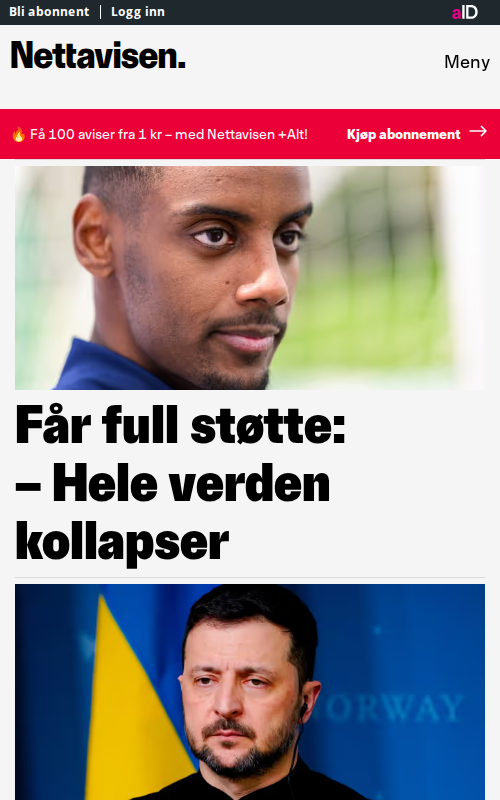 Bli abonnent | Logg inn
aID
Nettavisen.
Meny
🔥 Få 100 aviser fra 1 kr – med Nettavisen +Alt!
Kjøp abonnement →
Får full støtte:
– Hele verden
kollapser
ORWAY